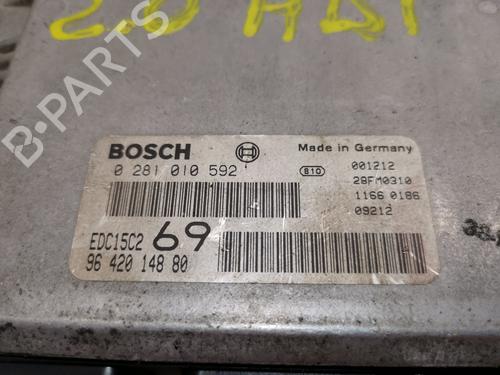 2.0 HDI
B-PARTS
BOSCH
Made in Germany
0 281 010 592
810
001212
28FM0310
1166 0186
09212
EDC15C2 69
96 420 148 80